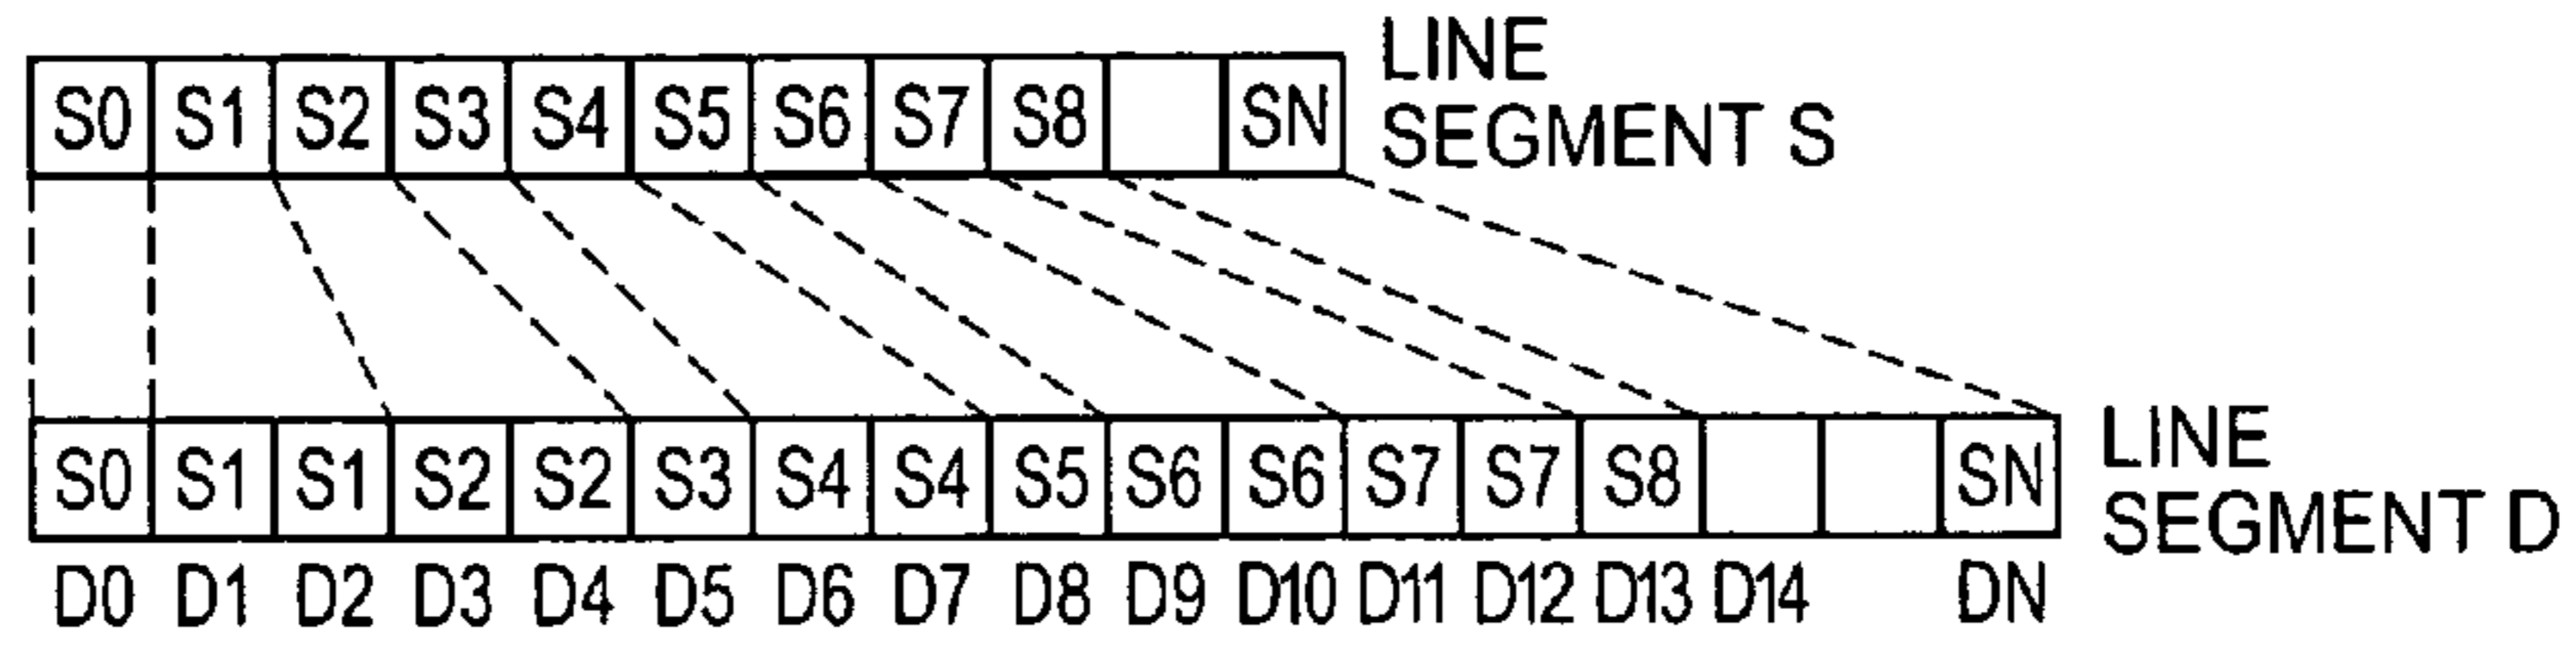 S0 S1 S2 S3 S4 S5 S6 S7 S8 SN
LINE
SEGMENT S
S0 S1 S1 S2 S2 S3 S4 S4 S5 S6 S6 S7 S7 S8 SN
LINE
SEGMENT D
D0 D1 D2 D3 D4 D5 D6 D7 D8 D9 D10 D11 D12 D13 D14 DN